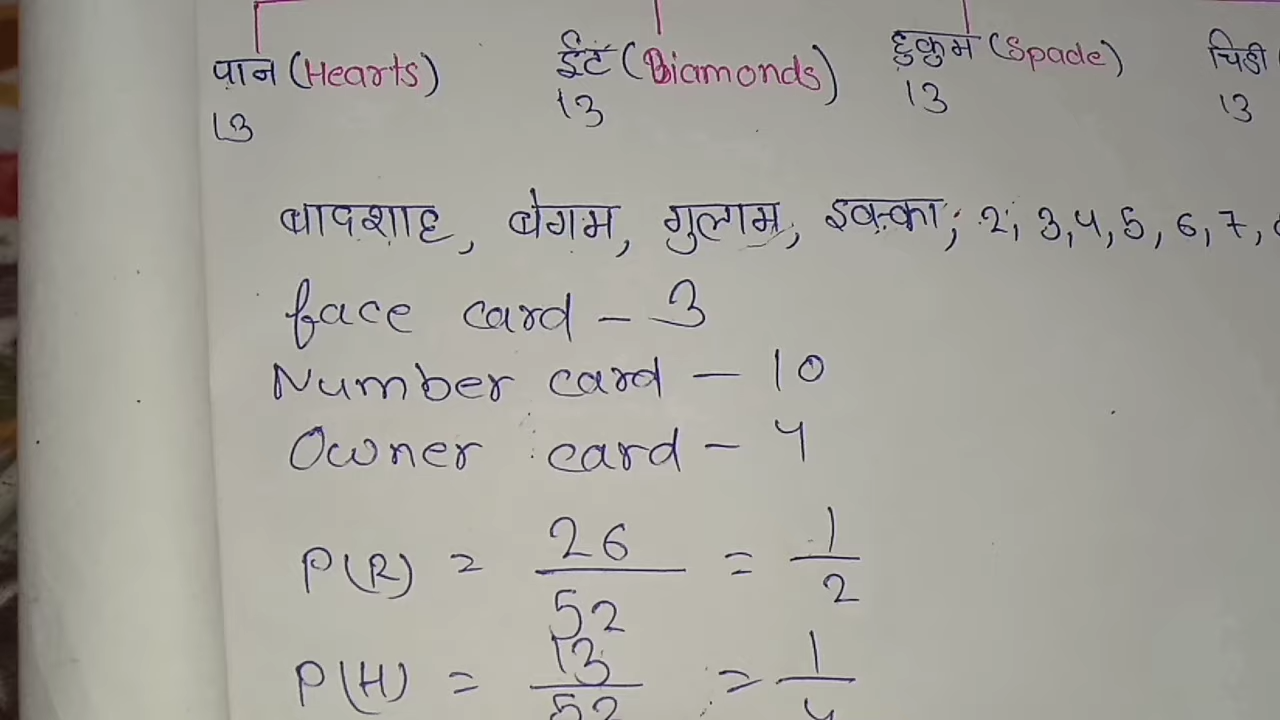 पान (Hearts) ईंट (Diamonds) हुकुम (Spade) चिडी
13 13 13 13
बादशाह, बेगम, गुलाम, इक्का, 2, 3, 4, 5, 6, 7,
face card - 3
Number card - 10
Owner card - 4
P(R) = 26/52 = 1/2
P(H) = 13/52 = 1/4